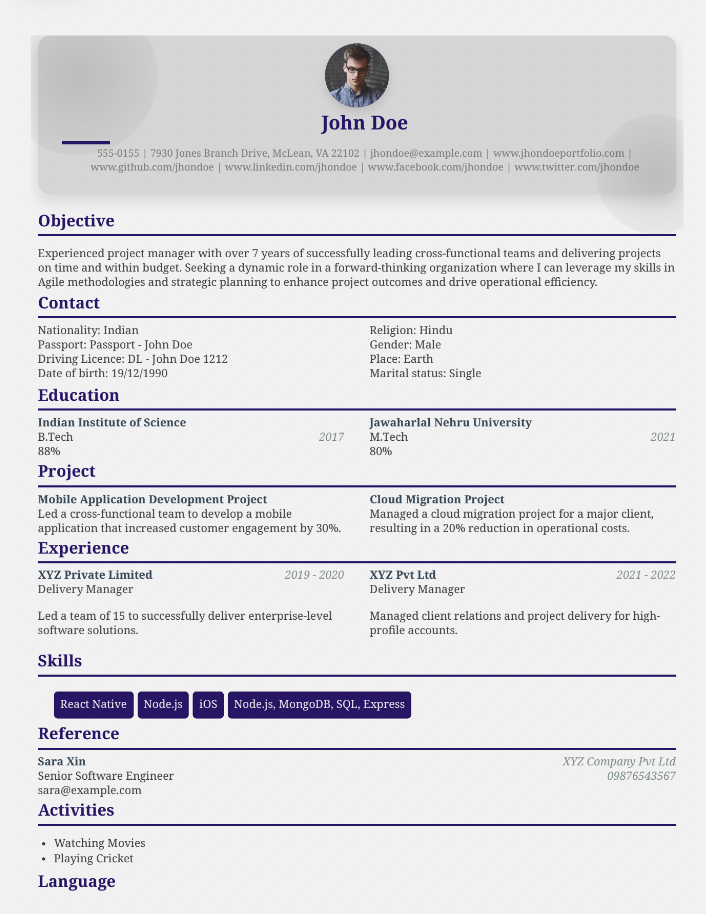 John Doe
555-0155 | 7930 Jones Branch Drive, McLean, VA 22102 | jhondoe@example.com | www.jhondoeportfolio.com |
www.github.com/jhondoe | www.linkedin.com/jhondoe | www.facebook.com/jhondoe | www.twitter.com/jhondoe
Objective
Experienced project manager with over 7 years of successfully leading cross-functional teams and delivering projects
on time and within budget. Seeking a dynamic role in a forward-thinking organization where I can leverage my skills in
Agile methodologies and strategic planning to enhance project outcomes and drive operational efficiency.
Contact
Nationality: Indian
Passport: Passport - John Doe
Driving Licence: DL - John Doe 1212
Date of birth: 19/12/1990
Religion: Hindu
Gender: Male
Place: Earth
Marital status: Single
Education
Indian Institute of Science
B.Tech 2017
88%
Jawaharlal Nehru University
M.Tech 2021
80%
Project
Mobile Application Development Project
Led a cross-functional team to develop a mobile
application that increased customer engagement by 30%.
Cloud Migration Project
Managed a cloud migration project for a major client,
resulting in a 20% reduction in operational costs.
Experience
XYZ Private Limited 2019 - 2020
Delivery Manager
Led a team of 15 to successfully deliver enterprise-level
software solutions.
XYZ Pvt Ltd 2021 - 2022
Delivery Manager
Managed client relations and project delivery for high-
profile accounts.
Skills
React Native Node.js iOS Node.js, MongoDB, SQL, Express
Reference
Sara Xin XYZ Company Pvt Ltd
Senior Software Engineer 09876543567
sara@example.com
Activities
• Watching Movies
• Playing Cricket
Language